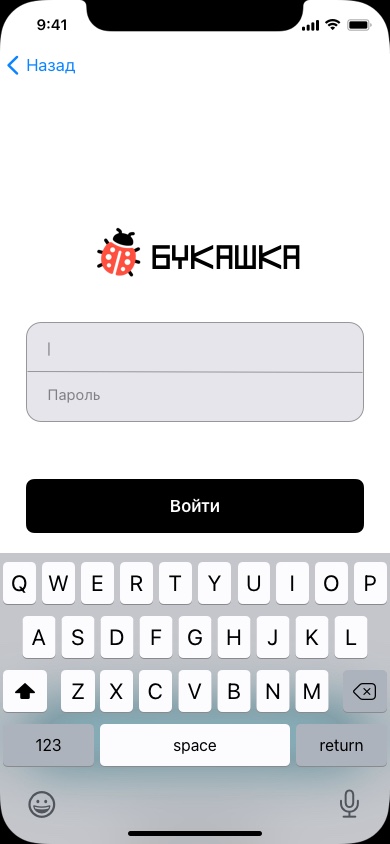 9:41
Назад
БУКАШКА
Пароль
Войти
Q W E R T Y U I O P
A S D F G H J K L
Z X C V B N M
123 space return